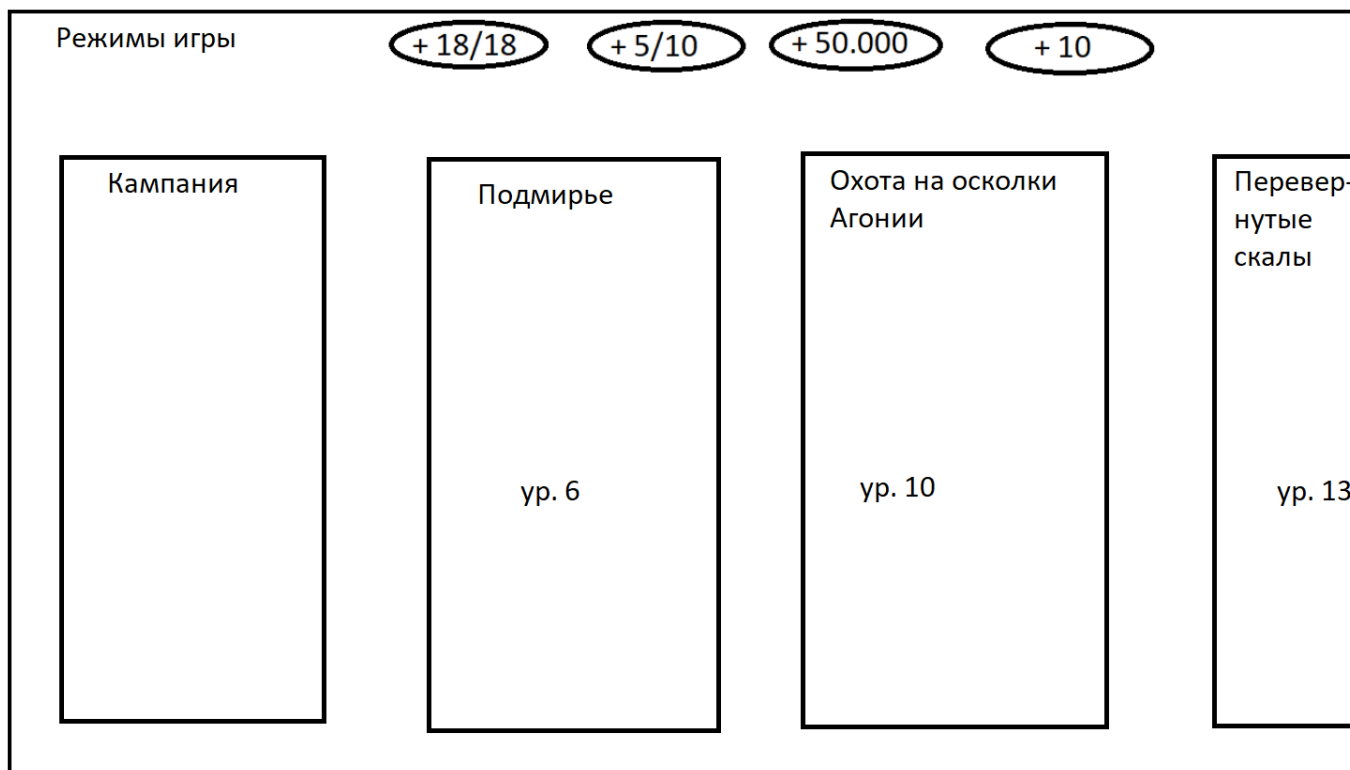 Режимы игры
+ 18/18
+ 5/10
+ 50.000
+ 10
Кампания
Подмирье
ур. 6
Охота на осколки
Агонии
ур. 10
Перевер-
нутые
скалы
ур. 13